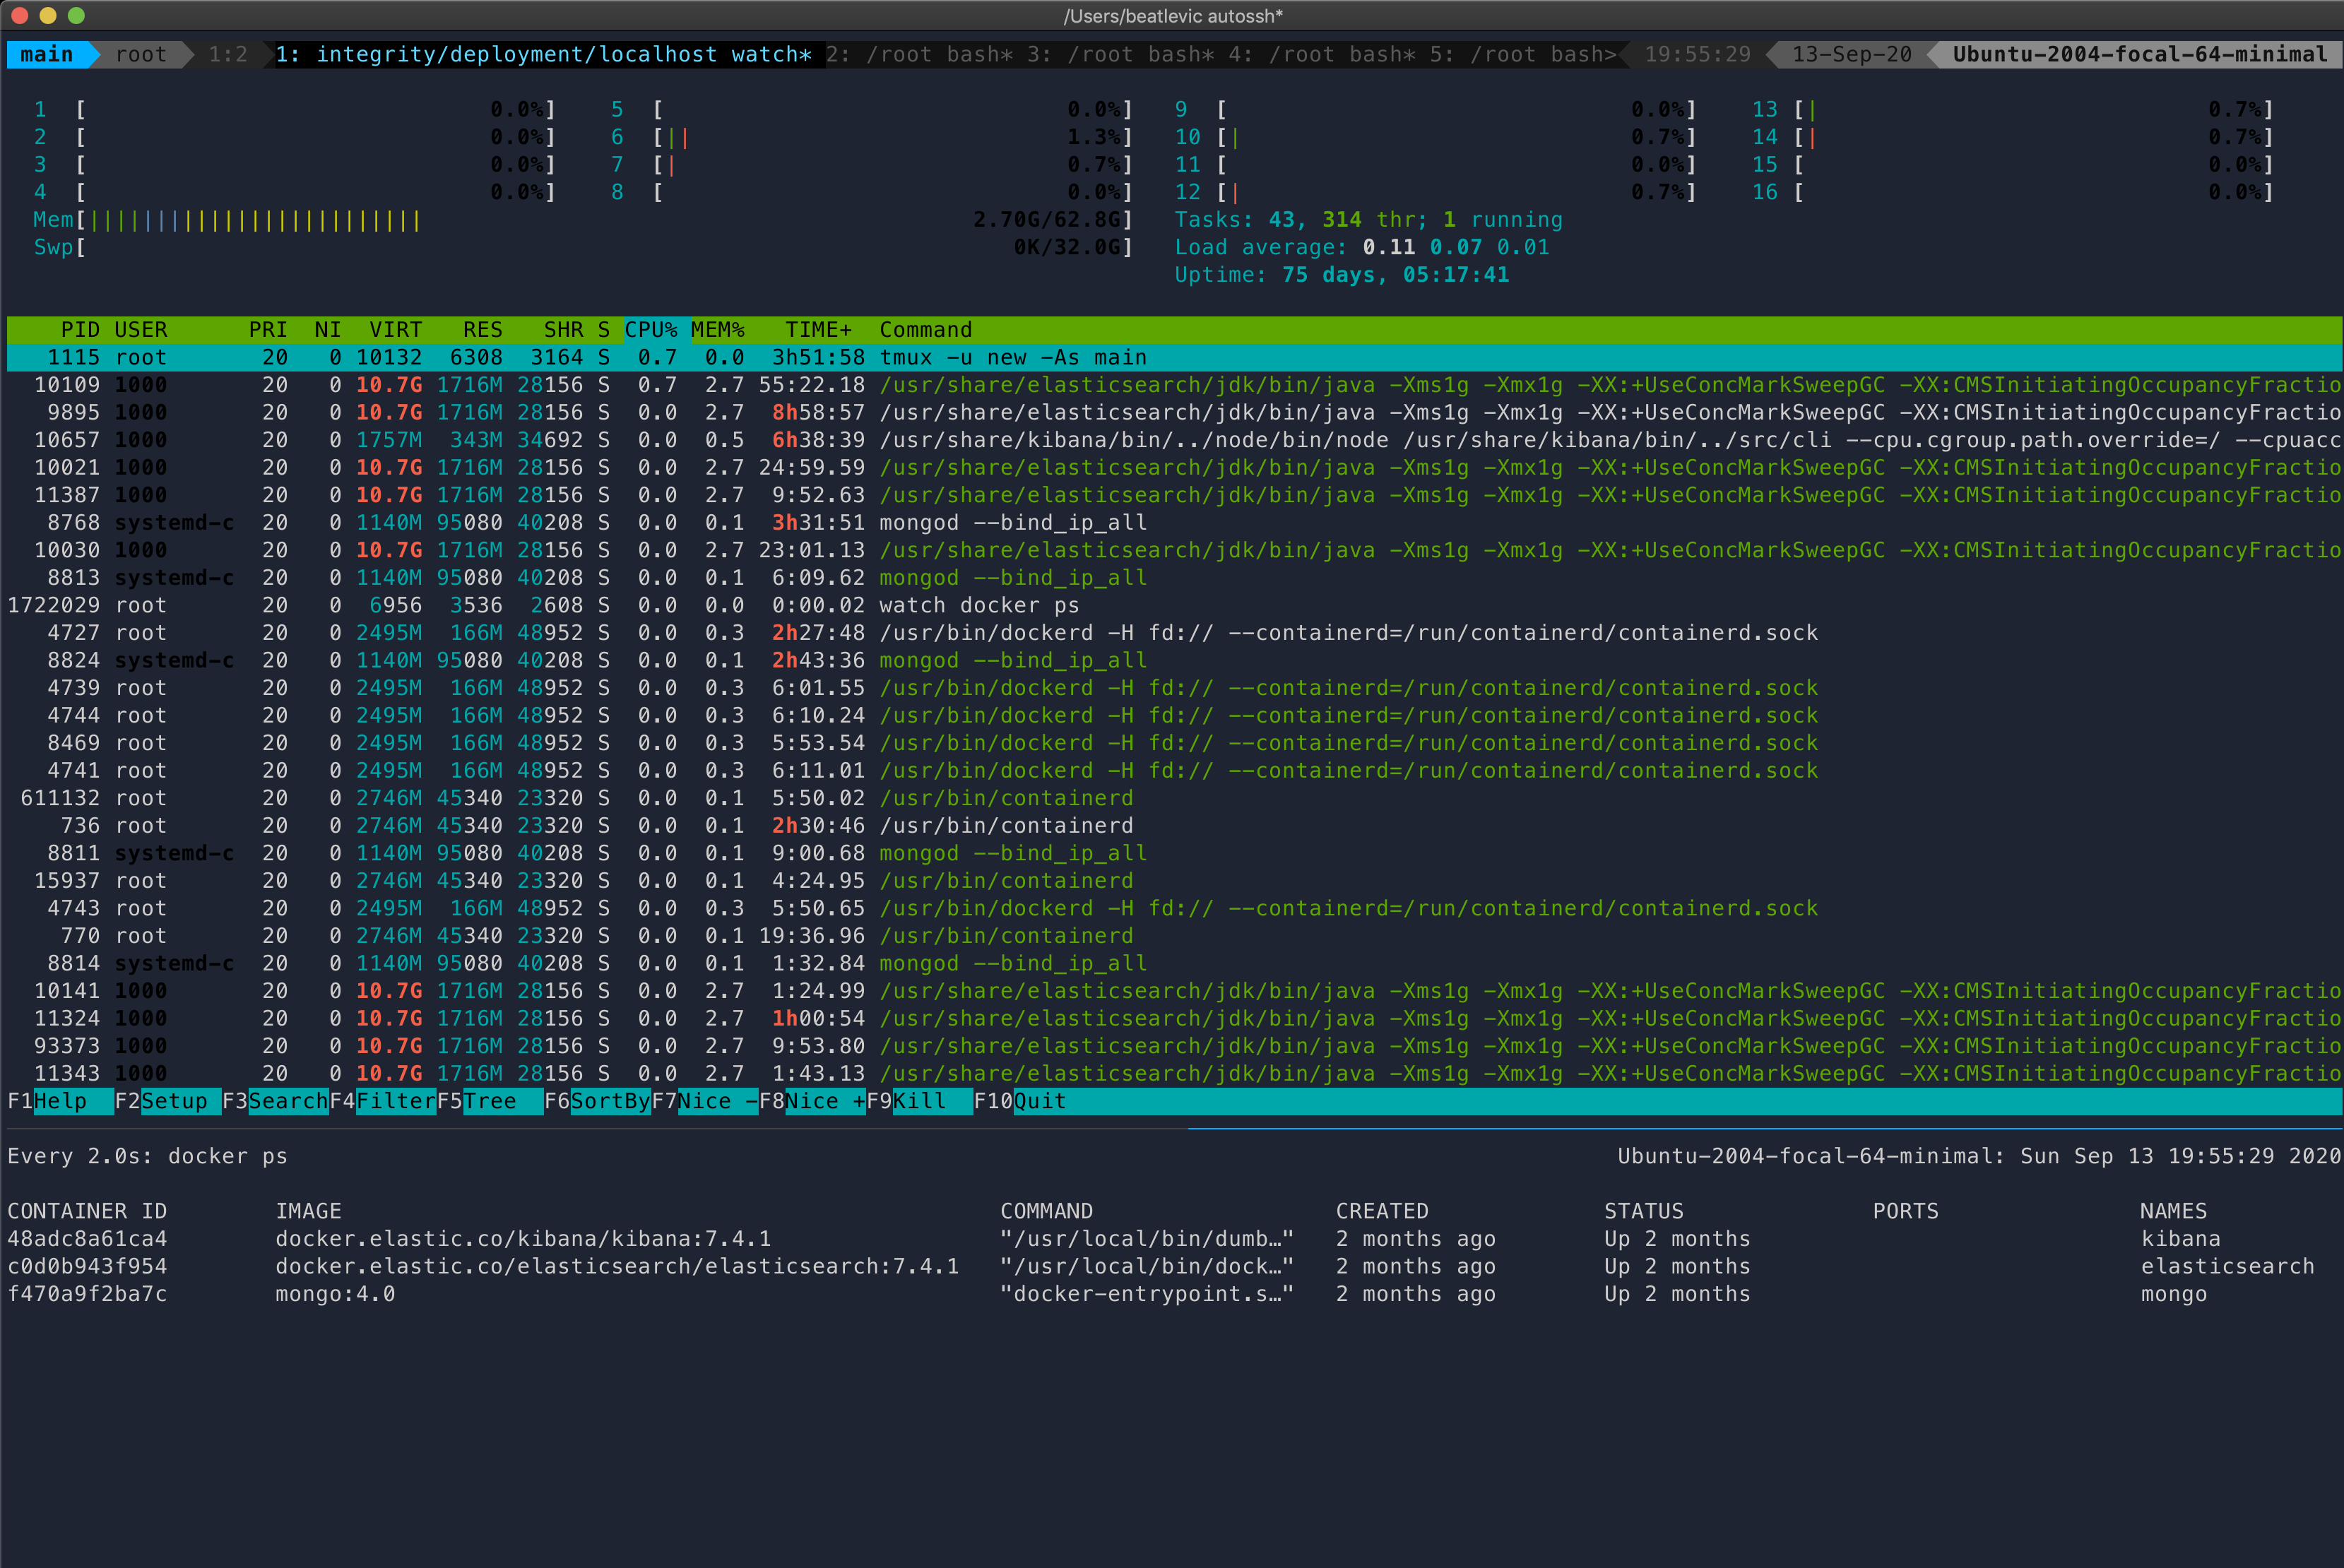 /Users/beatlevic autossh*
main root 1:2 1: integrity/deployment/localhost watch* 2: /root bash* 3: /root bash* 4: /root bash* 5: /root bash> 19:55:29 13-Sep-20 Ubuntu-2004-focal-64-minimal
1 [ 0.0%] 5 [ 0.0%] 9 [ 0.0%] 13 [| 0.7%]
2 [ 0.0%] 6 [|| 1.3%] 10 [| 0.7%] 14 [| 0.7%]
3 [ 0.0%] 7 [| 0.7%] 11 [ 0.0%] 15 [ 0.0%]
4 [ 0.0%] 8 [ 0.0%] 12 [| 0.7%] 16 [ 0.0%]
Mem[||||||||||||||||||||||||| 2.70G/62.8G] Tasks: 43, 314 thr; 1 running
Swp[ 0K/32.0G] Load average: 0.11 0.07 0.01
Uptime: 75 days, 05:17:41
PID USER PRI NI VIRT RES SHR S CPU% MEM% TIME+ Command
1115 root 20 0 10132 6308 3164 S 0.7 0.0 3h51:58 tmux -u new -As main
10109 1000 20 0 10.7G 1716M 28156 S 0.7 2.7 55:22.18 /usr/share/elasticsearch/jdk/bin/java -Xms1g -Xmx1g -XX:+UseConcMarkSweepGC -XX:CMSInitiatingOccupancyFractio
9895 1000 20 0 10.7G 1716M 28156 S 0.0 2.7 8h58:57 /usr/share/elasticsearch/jdk/bin/java -Xms1g -Xmx1g -XX:+UseConcMarkSweepGC -XX:CMSInitiatingOccupancyFractio
10657 1000 20 0 1757M 343M 34692 S 0.0 0.5 6h38:39 /usr/share/kibana/bin/../node/bin/node /usr/share/kibana/bin/../src/cli --cpu.cgroup.path.override=/ --cpuacc
10021 1000 20 0 10.7G 1716M 28156 S 0.0 2.7 24:59.59 /usr/share/elasticsearch/jdk/bin/java -Xms1g -Xmx1g -XX:+UseConcMarkSweepGC -XX:CMSInitiatingOccupancyFractio
11387 1000 20 0 10.7G 1716M 28156 S 0.0 2.7 9:52.63 /usr/share/elasticsearch/jdk/bin/java -Xms1g -Xmx1g -XX:+UseConcMarkSweepGC -XX:CMSInitiatingOccupancyFractio
8768 systemd-c 20 0 1140M 95080 40208 S 0.0 0.1 3h31:51 mongod --bind_ip_all
10030 1000 20 0 10.7G 1716M 28156 S 0.0 2.7 23:01.13 /usr/share/elasticsearch/jdk/bin/java -Xms1g -Xmx1g -XX:+UseConcMarkSweepGC -XX:CMSInitiatingOccupancyFractio
8813 systemd-c 20 0 1140M 95080 40208 S 0.0 0.1 6:09.62 mongod --bind_ip_all
1722029 root 20 0 6956 3536 2608 S 0.0 0.0 0:00.02 watch docker ps
4727 root 20 0 2495M 166M 48952 S 0.0 0.3 2h27:48 /usr/bin/dockerd -H fd:// --containerd=/run/containerd/containerd.sock
8824 systemd-c 20 0 1140M 95080 40208 S 0.0 0.1 2h43:36 mongod --bind_ip_all
4739 root 20 0 2495M 166M 48952 S 0.0 0.3 6:01.55 /usr/bin/dockerd -H fd:// --containerd=/run/containerd/containerd.sock
4744 root 20 0 2495M 166M 48952 S 0.0 0.3 6:10.24 /usr/bin/dockerd -H fd:// --containerd=/run/containerd/containerd.sock
8469 root 20 0 2495M 166M 48952 S 0.0 0.3 5:53.54 /usr/bin/dockerd -H fd:// --containerd=/run/containerd/containerd.sock
4741 root 20 0 2495M 166M 48952 S 0.0 0.3 6:11.01 /usr/bin/dockerd -H fd:// --containerd=/run/containerd/containerd.sock
611132 root 20 0 2746M 45340 23320 S 0.0 0.1 5:50.02 /usr/bin/containerd
736 root 20 0 2746M 45340 23320 S 0.0 0.1 2h30:46 /usr/bin/containerd
8811 systemd-c 20 0 1140M 95080 40208 S 0.0 0.1 9:00.68 mongod --bind_ip_all
15937 root 20 0 2746M 45340 23320 S 0.0 0.1 4:24.95 /usr/bin/containerd
4743 root 20 0 2495M 166M 48952 S 0.0 0.3 5:50.65 /usr/bin/dockerd -H fd:// --containerd=/run/containerd/containerd.sock
770 root 20 0 2746M 45340 23320 S 0.0 0.1 19:36.96 /usr/bin/containerd
8814 systemd-c 20 0 1140M 95080 40208 S 0.0 0.1 1:32.84 mongod --bind_ip_all
10141 1000 20 0 10.7G 1716M 28156 S 0.0 2.7 1:24.99 /usr/share/elasticsearch/jdk/bin/java -Xms1g -Xmx1g -XX:+UseConcMarkSweepGC -XX:CMSInitiatingOccupancyFractio
11324 1000 20 0 10.7G 1716M 28156 S 0.0 2.7 1h00:54 /usr/share/elasticsearch/jdk/bin/java -Xms1g -Xmx1g -XX:+UseConcMarkSweepGC -XX:CMSInitiatingOccupancyFractio
93373 1000 20 0 10.7G 1716M 28156 S 0.0 2.7 9:53.80 /usr/share/elasticsearch/jdk/bin/java -Xms1g -Xmx1g -XX:+UseConcMarkSweepGC -XX:CMSInitiatingOccupancyFractio
11343 1000 20 0 10.7G 1716M 28156 S 0.0 2.7 1:43.13 /usr/share/elasticsearch/jdk/bin/java -Xms1g -Xmx1g -XX:+UseConcMarkSweepGC -XX:CMSInitiatingOccupancyFractio
F1Help F2Setup F3SearchF4FilterF5Tree F6SortByF7Nice -F8Nice +F9Kill F10Quit
Every 2.0s: docker ps Ubuntu-2004-focal-64-minimal: Sun Sep 13 19:55:29 2020
CONTAINER ID IMAGE COMMAND CREATED STATUS PORTS NAMES
48adc8a61ca4 docker.elastic.co/kibana/kibana:7.4.1 "/usr/local/bin/dumb…" 2 months ago Up 2 months kibana
c0d0b943f954 docker.elastic.co/elasticsearch/elasticsearch:7.4.1 "/usr/local/bin/dock…" 2 months ago Up 2 months elasticsearch
f470a9f2ba7c mongo:4.0 "docker-entrypoint.s…" 2 months ago Up 2 months mongo